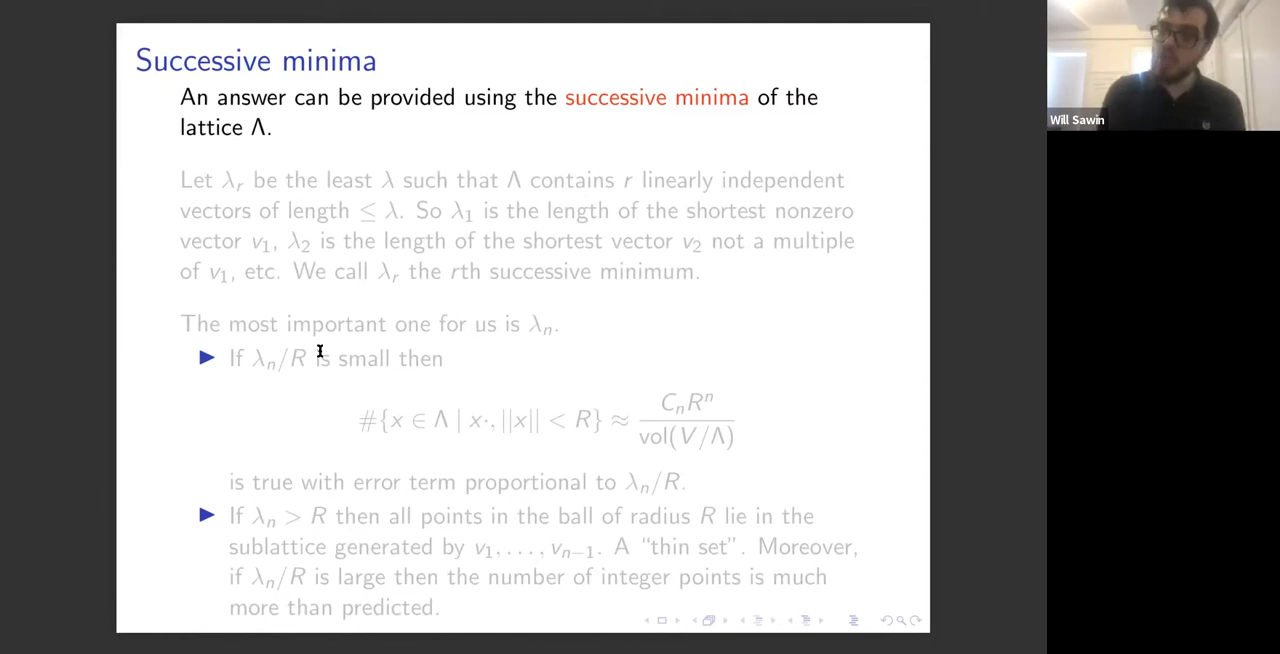 Successive minima
An answer can be provided using the successive minima of the
lattice Λ.
Let λ_r be the least λ such that Λ contains r linearly independent
vectors of length ≤ λ. So λ_1 is the length of the shortest nonzero
vector v_1, λ_2 is the length of the shortest vector v_2 not a multiple
of v_1, etc. We call λ_r the rth successive minimum.
The most important one for us is λ_n.
▶ If λ_n/R is small then
#{x ∈ Λ | x·, ||x|| < R} ≈ C_nR^n / vol(V/Λ)
is true with error term proportional to λ_n/R.
▶ If λ_n > R then all points in the ball of radius R lie in the
sublattice generated by v_1, . . . , v_{n−1}. A “thin set”. Moreover,
if λ_n/R is large then the number of integer points is much
more than predicted.
Will Sawin